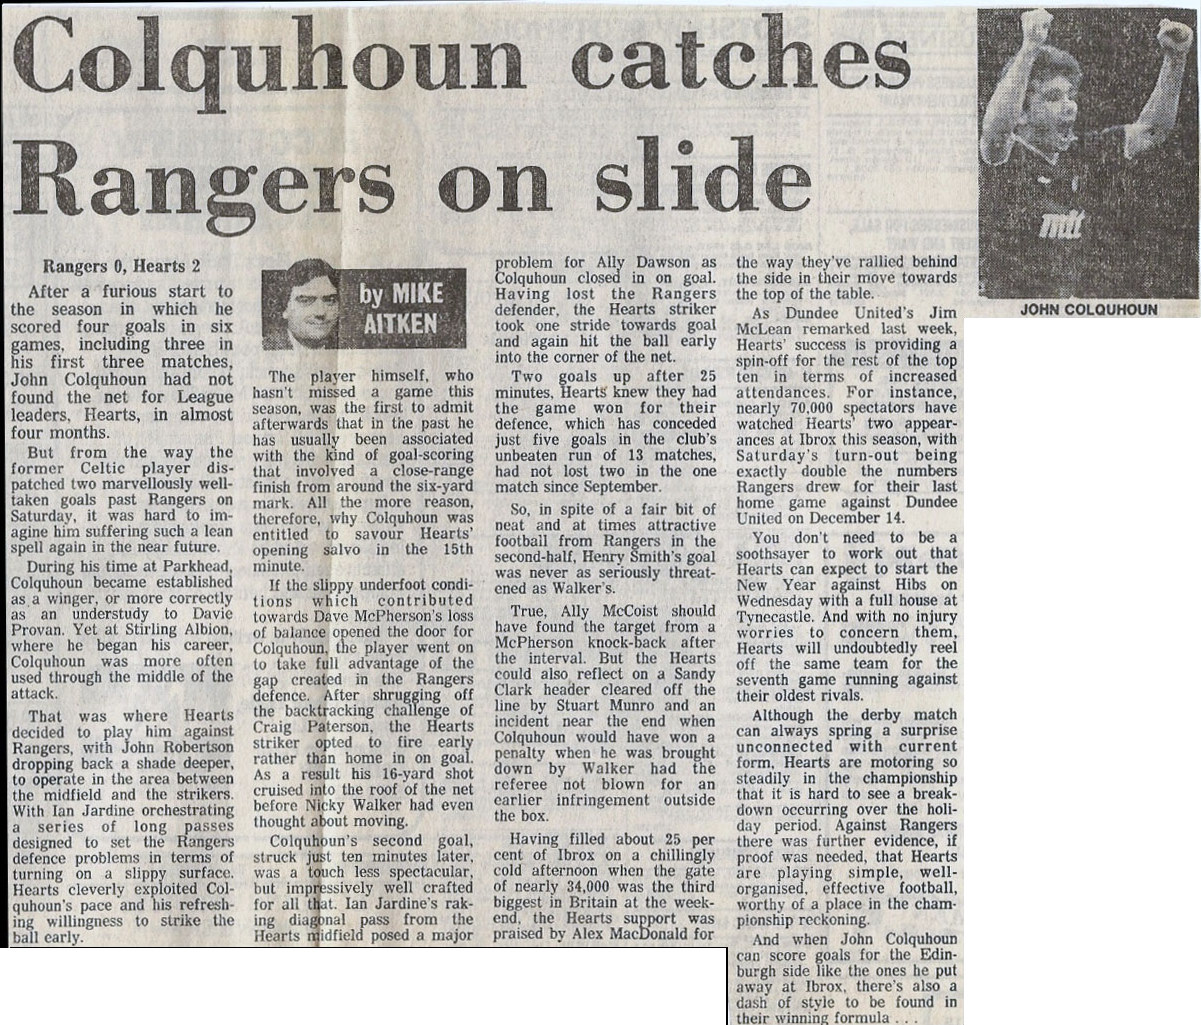 Colquhoun catches
Rangers on slide
Rangers 0, Hearts 2
After a furious start to
the season in which he
scored four goals in six
games, including three in
his first three matches,
John Colquhoun had not
found the net for League
leaders, Hearts, in almost
four months.
But from the way the
former Celtic player dis-
patched two marvellously well-
taken goals past Rangers on
Saturday, it was hard to im-
agine him suffering such a lean
spell again in the near future.
During his time at Parkhead,
Colquhoun became established
as a winger, or more correctly
as an understudy to Davie
Provan. Yet at Stirling Albion,
where he began his career,
Colquhoun was more often
used through the middle of the
attack.
That was where Hearts
decided to play him against
Rangers, with John Robertson
dropping back a shade deeper,
to operate in the area between
the midfield and the strikers.
With Ian Jardine orchestrating
a series of long passes
designed to set the Rangers
defence problems in terms of
turning on a slippy surface.
Hearts cleverly exploited Col-
quhoun's pace and his refresh-
ing willingness to strike the
ball early.
by MIKE
AITKEN
The player himself, who
hasn't missed a game this
season, was the first to admit
afterwards that in the past he
has usually been associated
with the kind of goal-scoring
that involved a close-range
finish from around the six-yard
mark. All the more reason,
therefore, why Colquhoun was
entitled to savour Hearts'
opening salvo in the 15th
minute.
If the slippy underfoot condi-
tions which contributed
towards Dave McPherson's loss
of balance opened the door for
Colquhoun, the player went on
to take full advantage of the
gap created in the Rangers
defence. After shrugging off
the backtracking challenge of
Craig Paterson, the Hearts
striker opted to fire early
rather than home in on goal.
As a result his 16-yard shot
cruised into the roof of the net
before Nicky Walker had even
thought about moving.
Colquhoun's second goal,
struck just ten minutes later,
was a touch less spectacular,
but impressively well crafted
for all that. Ian Jardine's rak-
ing diagonal pass from the
Hearts midfield posed a major
problem for Ally Dawson as
Colquhoun closed in on goal.
Having lost the Rangers
defender, the Hearts striker
took one stride towards goal
and again hit the ball early
into the corner of the net.
Two goals up after 25
minutes, Hearts knew they had
the game won for their
defence, which has conceded
just five goals in the club's
unbeaten run of 13 matches,
had not lost two in the one
match since September.
So, in spite of a fair bit of
neat and at times attractive
football from Rangers in the
second-half, Henry Smith's goal
was never as seriously threat-
ened as Walker's.
True, Ally McCoist should
have found the target from a
McPherson knock-back after
the interval. But the Hearts
could also reflect on a Sandy
Clark header cleared off the
line by Stuart Munro and an
incident near the end when
Colquhoun would have won a
penalty when he was brought
down by Walker had the
referee not blown for an
earlier infringement outside
the box.
Having filled about 25 per
cent of Ibrox on a chillingly
cold afternoon when the gate
of nearly 34,000 was the third
biggest in Britain at the week-
end, the Hearts support was
praised by Alex MacDonald for
the way they've rallied behind
the side in their move towards
the top of the table.
As Dundee United's Jim
McLean remarked last week,
Hearts' success is providing a
spin-off for the rest of the top
ten in terms of increased
attendances. For instance,
nearly 70,000 spectators have
watched Hearts' two appear-
ances at Ibrox this season, with
Saturday's turn-out being
exactly double the numbers
Rangers drew for their last
home game against Dundee
United on December 14.
You don't need to be a
soothsayer to work out that
Hearts can expect to start the
New Year against Hibs on
Wednesday with a full house at
Tynecastle. And with no injury
worries to concern them,
Hearts will undoubtedly reel
off the same team for the
seventh game running against
their oldest rivals.
Although the derby match
can always spring a surprise
unconnected with current
form, Hearts are motoring so
steadily in the championship
that it is hard to see a break-
down occurring over the holi-
day period. Against Rangers
there was further evidence, if
proof was needed, that Hearts
are playing simple, well-
organised, effective football,
worthy of a place in the cham-
pionship reckoning.
And when John Colquhoun
can score goals for the Edin-
burgh side like the ones he put
away at Ibrox, there's also a
dash of style to be found in
their winning formula . . .
JOHN COLQUHOUN